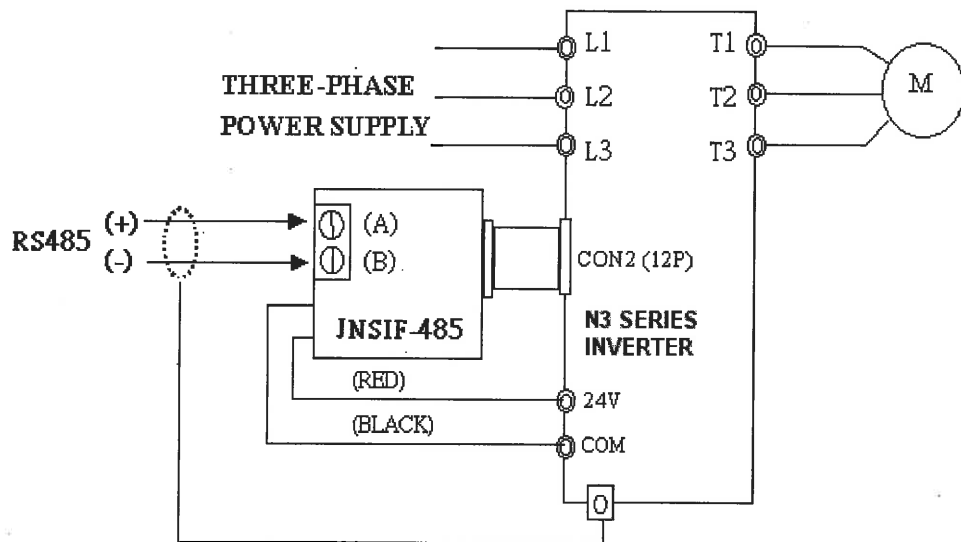 L1
T1
M
THREE-PHASE
L2
T2
POWER SUPPLY
L3
T3
RS485
(+)
(A)
(-)
(B)
CON2 (12P)
JNSIF-485
N3 SERIES
INVERTER
(RED)
24V
(BLACK)
COM